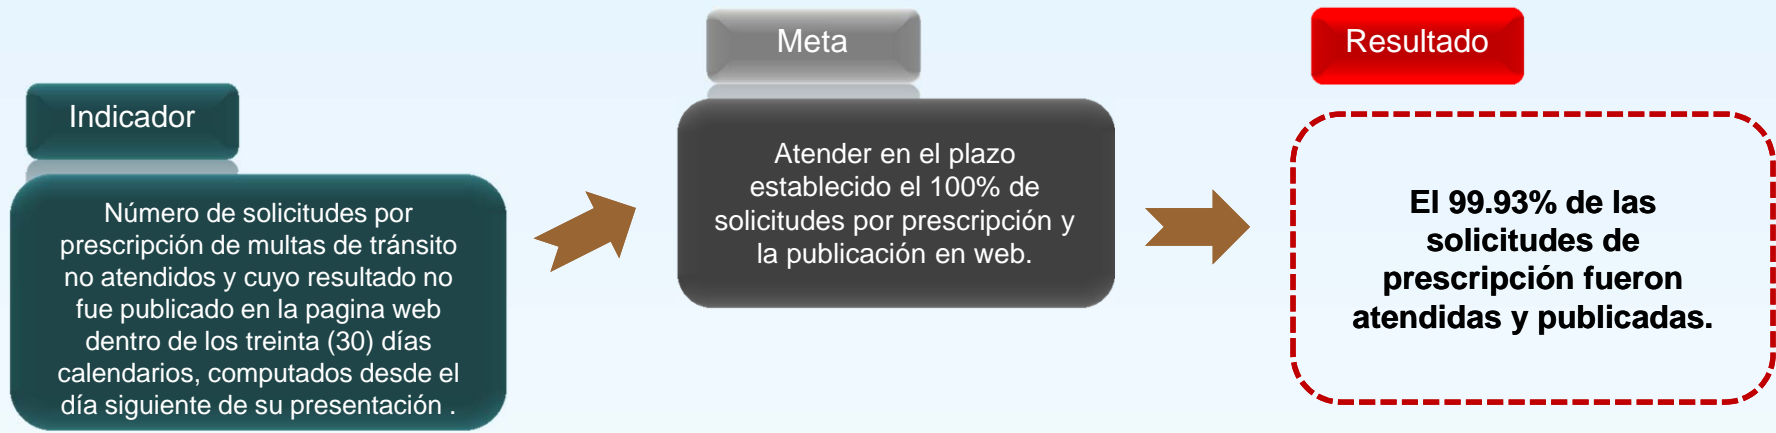 Indicador
Número de solicitudes por
prescripción de multas de tránsito
no atendidos y cuyo resultado no
fue publicado en la pagina web
dentro de los treinta (30) días
calendarios, computados desde el
día siguiente de su presentación .
Meta
Atender en el plazo
establecido el 100% de
solicitudes por prescripción y
la publicación en web.
Resultado
El 99.93% de las
solicitudes de
prescripción fueron
atendidas y publicadas.